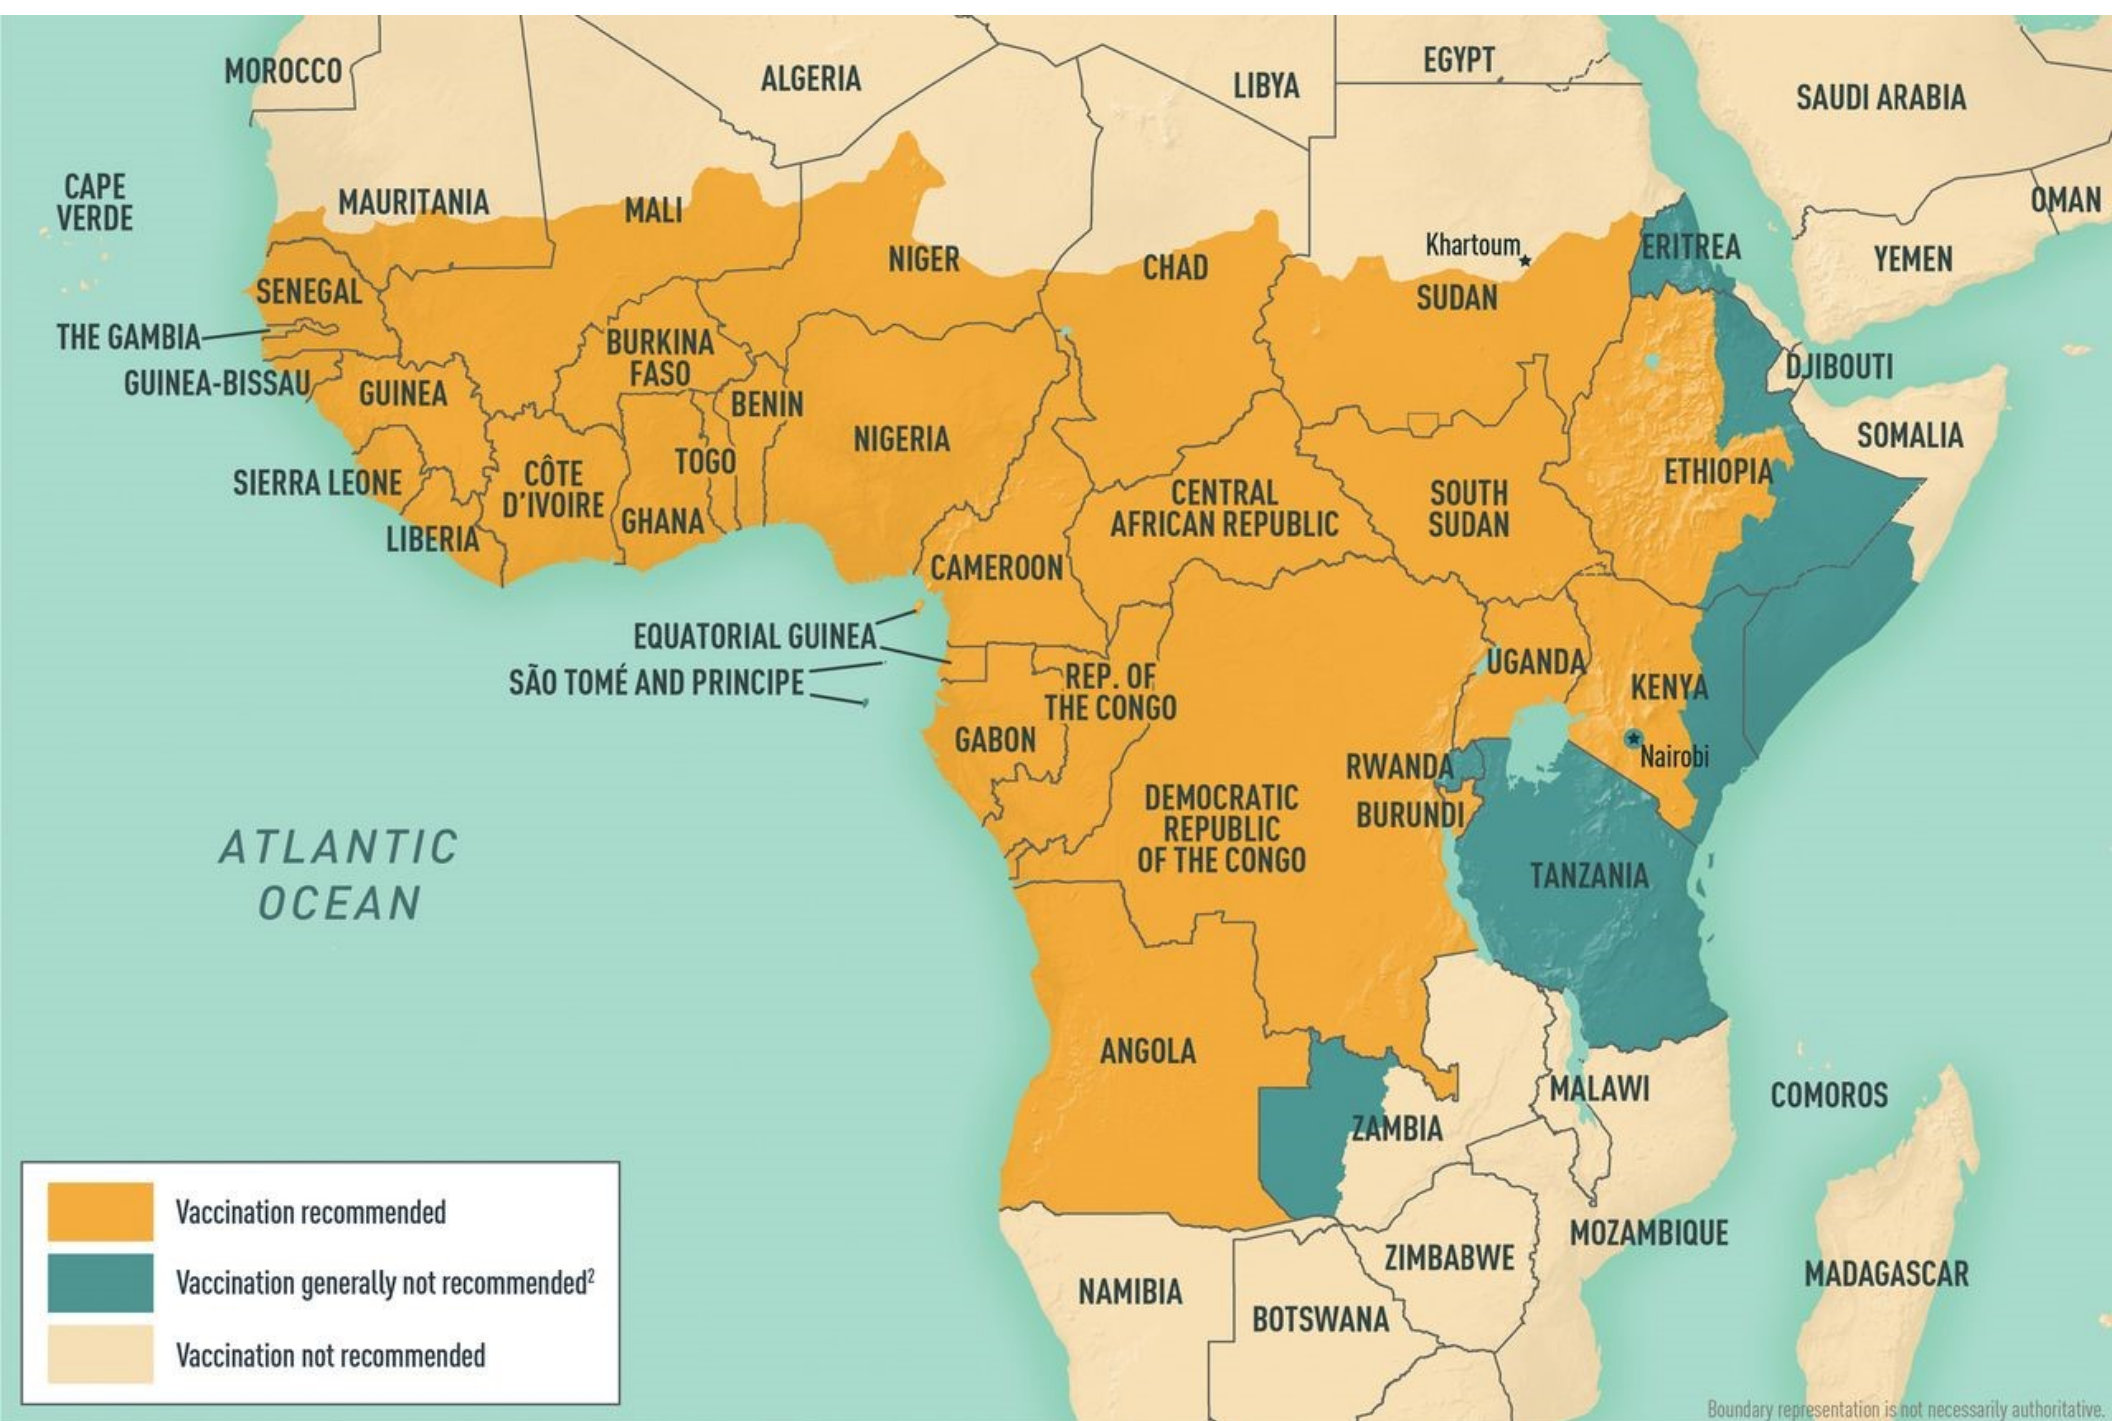 MOROCCO
ALGERIA
LIBYA
EGYPT
SAUDI ARABIA
CAPE
VERDE
MAURITANIA
MALI
NIGER
CHAD
Khartoum
SUDAN
ERITREA
YEMEN
OMAN
SENEGAL
THE GAMBIA
GUINEA-BISSAU
GUINEA
BURKINA
FASO
BENIN
NIGERIA
DJIBOUTI
SOMALIA
SIERRA LEONE
LIBERIA
CÔTE
D'IVOIRE
GHANA
TOGO
CENTRAL
AFRICAN REPUBLIC
SOUTH
SUDAN
ETHIOPIA
CAMEROON
EQUATORIAL GUINEA
SÃO TOMÉ AND PRINCIPE
REP. OF
THE CONGO
GABON
UGANDA
KENYA
Nairobi
RWANDA
BURUNDI
DEMOCRATIC
REPUBLIC
OF THE CONGO
TANZANIA
ATLANTIC
OCEAN
ANGOLA
ZAMBIA
MALAWI
COMOROS
MOZAMBIQUE
ZIMBABWE
NAMIBIA
BOTSWANA
MADAGASCAR
Vaccination recommended
Vaccination generally not recommended²
Vaccination not recommended
Boundary representation is not necessarily authoritative.